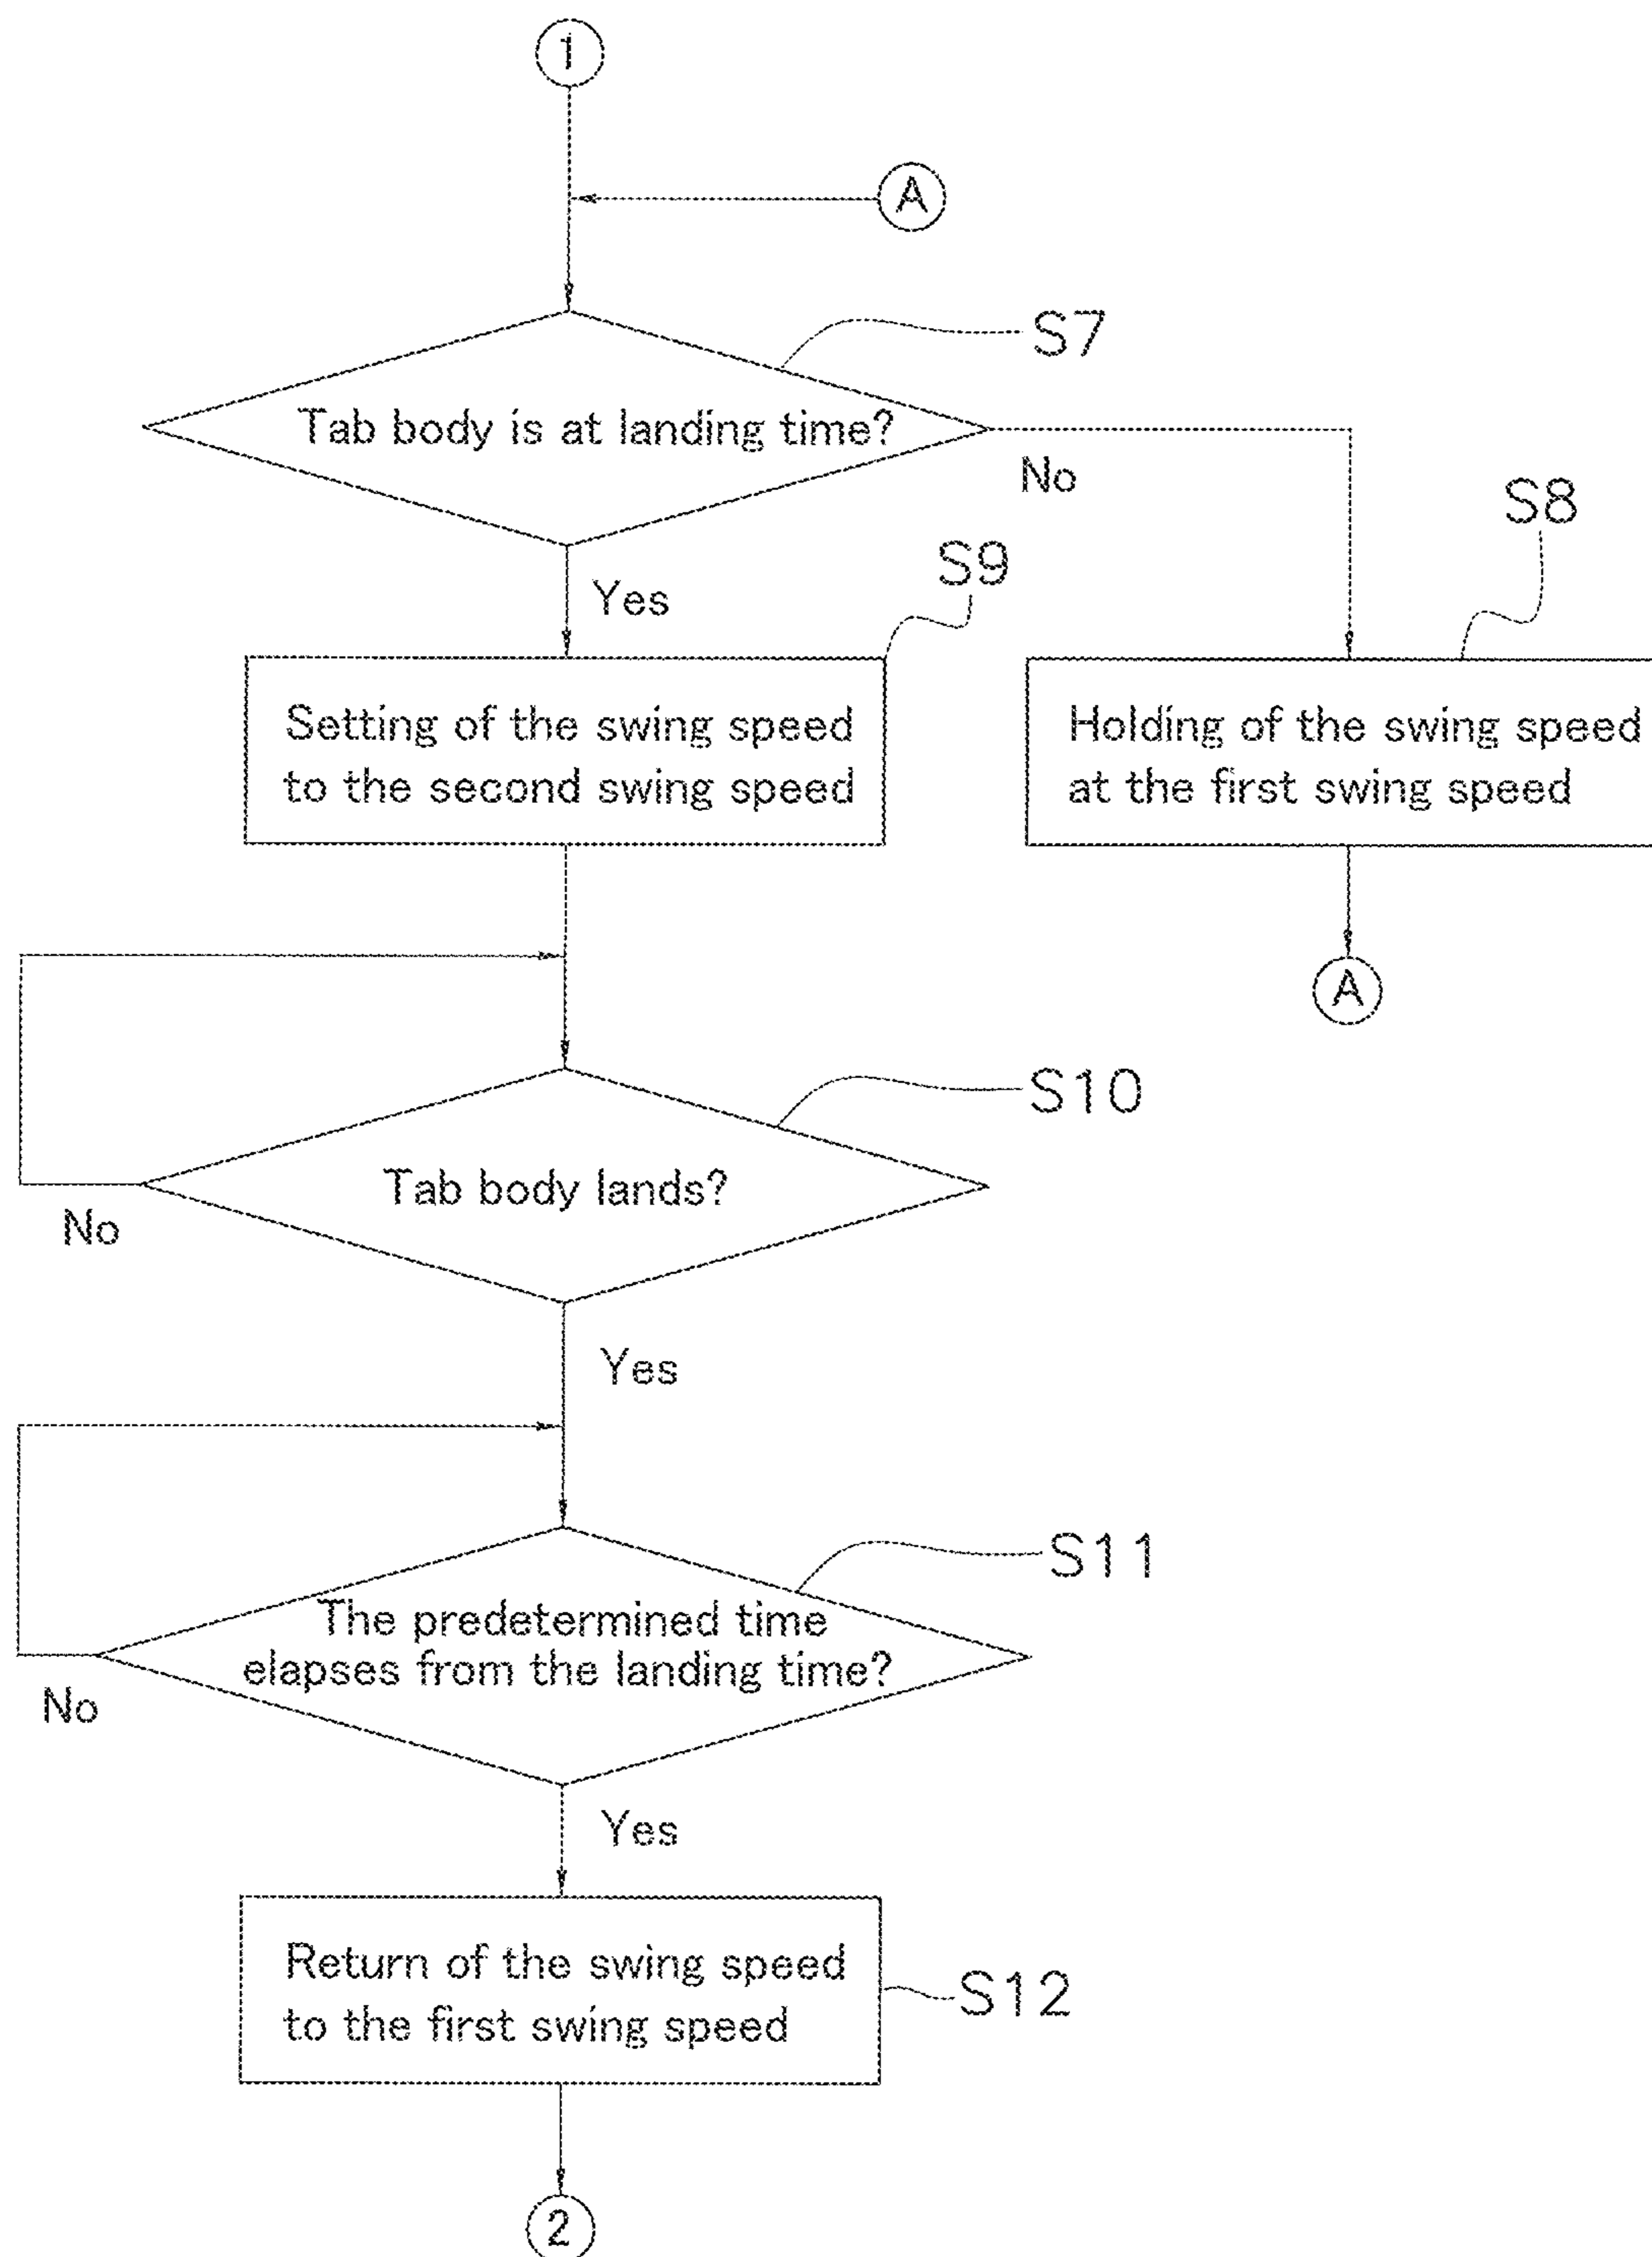 1
A
S7
Tab body is at landing time?
No
S8
Yes
S9
Setting of the swing speed
to the second swing speed
Holding of the swing speed
at the first swing speed
A
S10
Tab body lands?
No
Yes
S11
The predetermined time
elapses from the landing time?
No
Yes
Return of the swing speed
to the first swing speed
S12
2